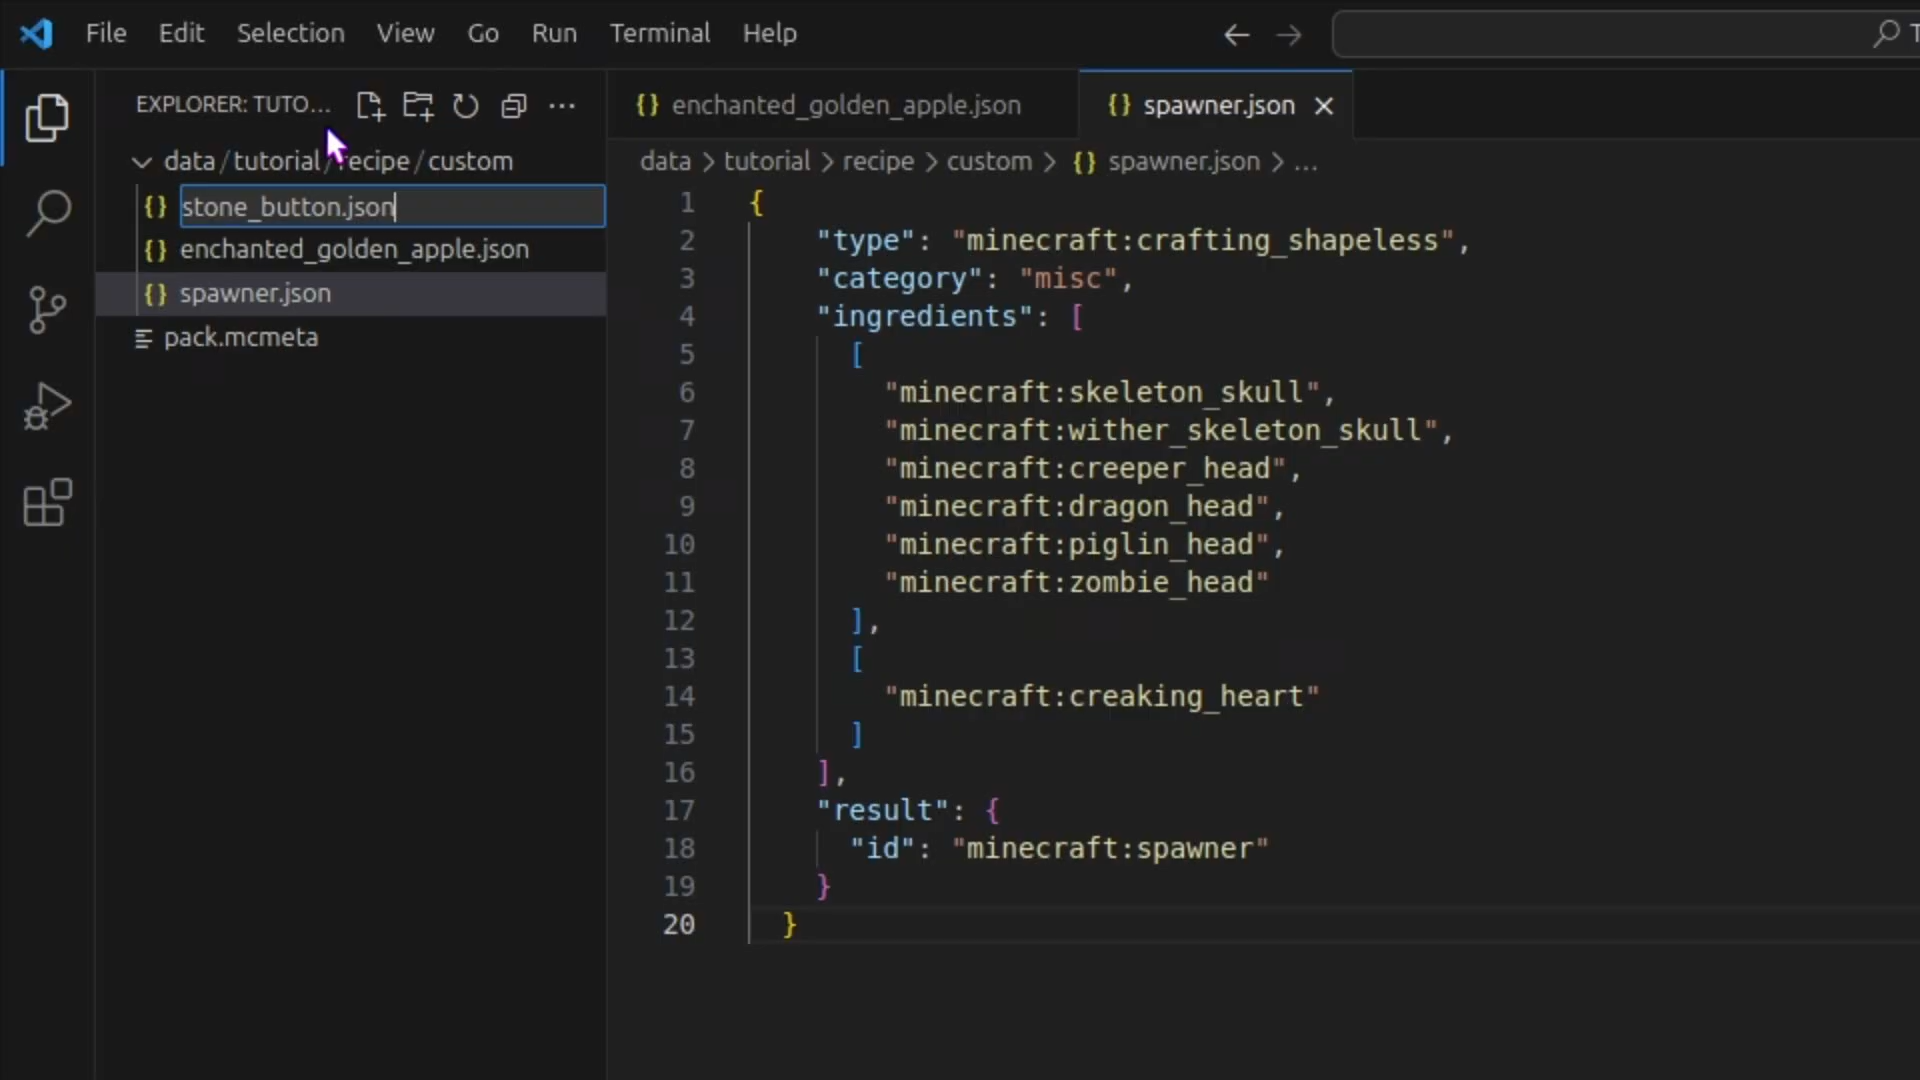 File Edit Selection View Go Run Terminal Help
EXPLORER: TUTO...
data/tutorial/recipe/custom
stone_button.json
enchanted_golden_apple.json
spawner.json
pack.mcmeta
enchanted_golden_apple.json spawner.json
data > tutorial > recipe > custom > {} spawner.json > ...
1 {
2 "type": "minecraft:crafting_shapeless",
3 "category": "misc",
4 "ingredients": [
5 [
6 "minecraft:skeleton_skull",
7 "minecraft:wither_skeleton_skull",
8 "minecraft:creeper_head",
9 "minecraft:dragon_head",
10 "minecraft:piglin_head",
11 "minecraft:zombie_head"
12 ],
13 [
14 "minecraft:creaking_heart"
15 ]
16 ],
17 "result": {
18 "id": "minecraft:spawner"
19 }
20 }